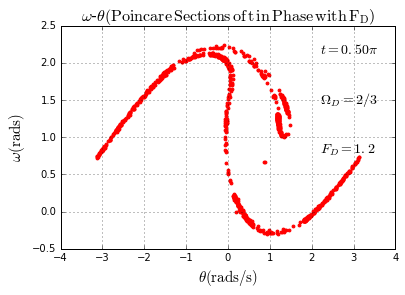 ω-θ(Poincare Sections of t in Phase with F_D)
2.5
2.0
1.5
1.0
0.5
0.0
−0.5
ω(rads)
t = 0.50π
Ω_D = 2/3
F_D = 1.2
−4 −3 −2 −1 0 1 2 3 4
θ(rads/s)